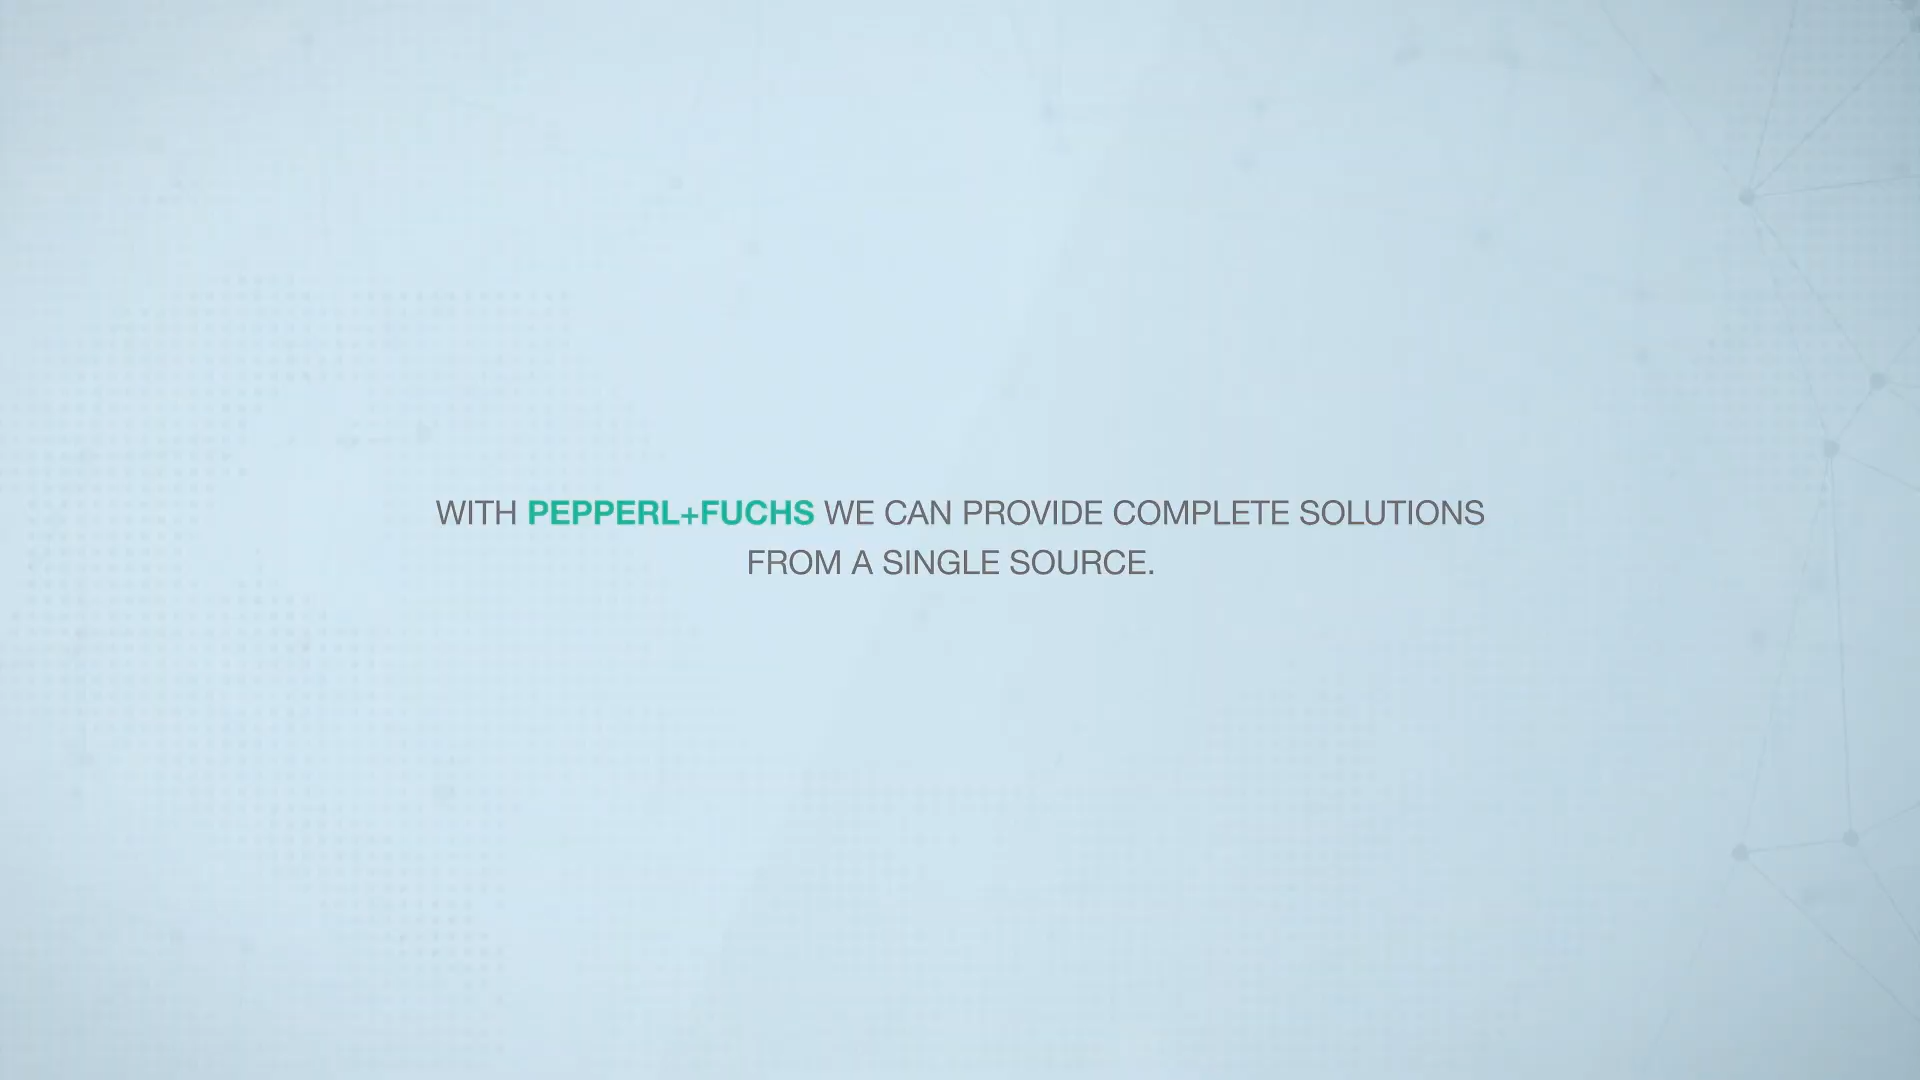 WITH PEPPERL+FUCHS WE CAN PROVIDE COMPLETE SOLUTIONS
FROM A SINGLE SOURCE.